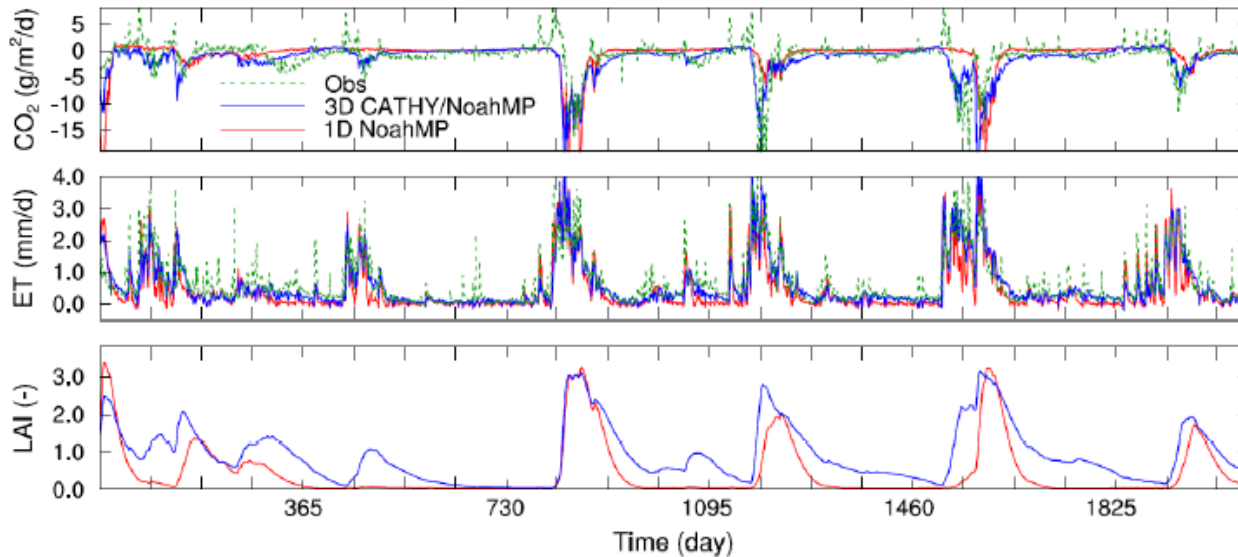 CO₂ (g/m²/d)
5
0
-5
-10
-15
Obs
3D CATHY/NoahMP
1D NoahMP
ET (mm/d)
4.0
3.0
2.0
1.0
0.0
LAI (-)
3.0
2.0
1.0
0.0
365 730 1095 1460 1825
Time (day)